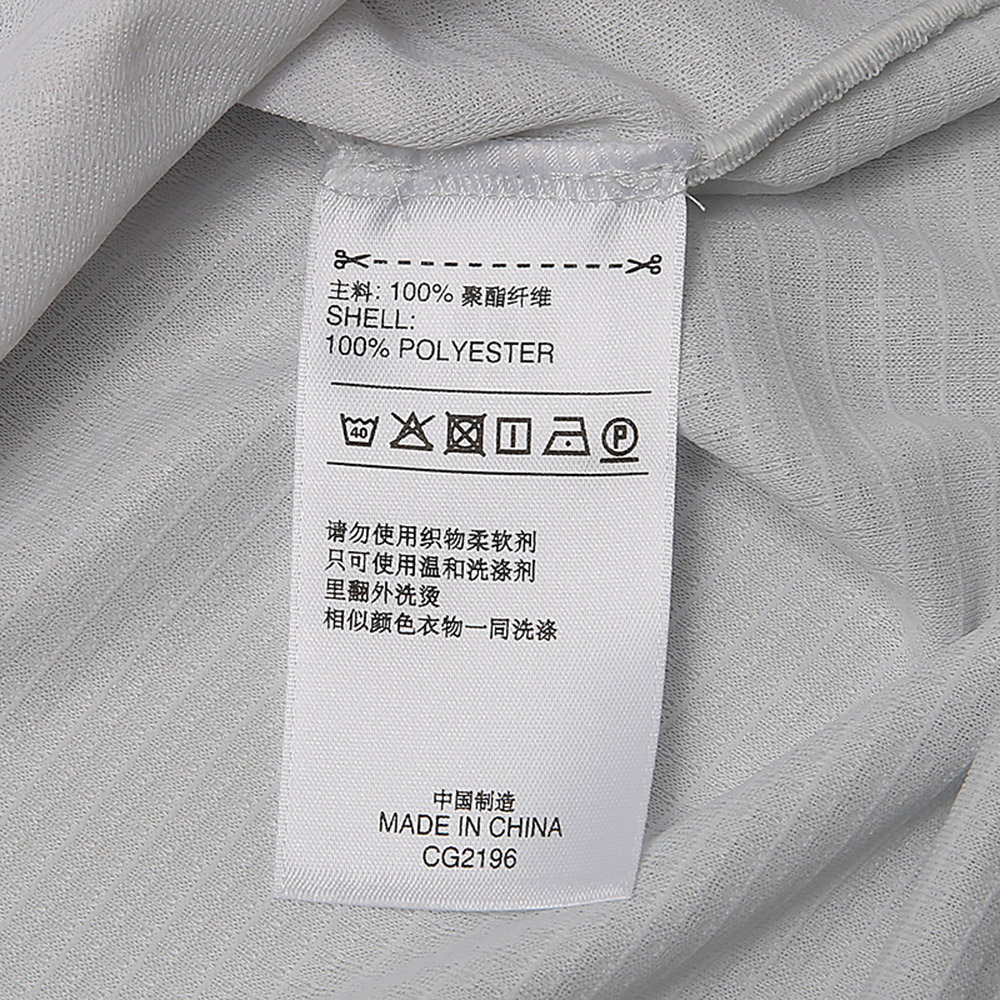 主料: 100% 聚酯纤维
SHELL:
100% POLYESTER
40 P
请勿使用织物柔软剂
只可使用温和洗涤剂
里翻外洗烫
相似颜色衣物一同洗涤
中国制造
MADE IN CHINA
CG2196